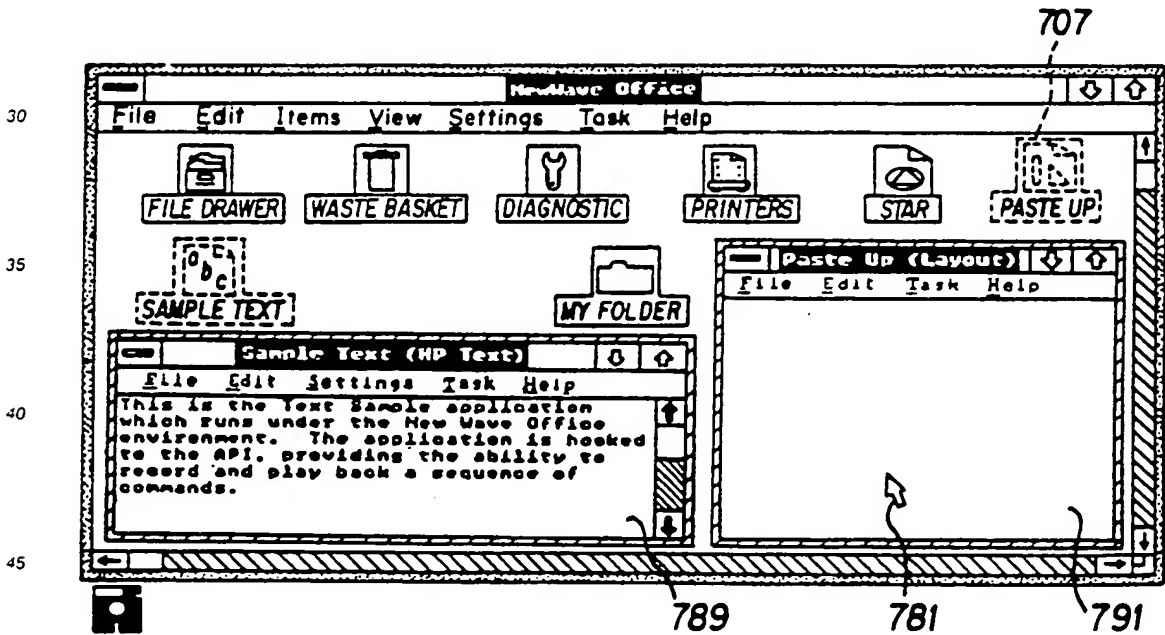 707
NewWave Office
30
File Edit Items View Settings Task Help
FILE DRAWER WASTE BASKET DIAGNOSTIC PRINTERS STAR PASTE UP
35
abc
Paste Up (Layout)
File Edit Task Help
SAMPLE TEXT MY FOLDER
Sample Text (HP Text)
File Edit Settings Task Help
40
This is the Text Sample application
which runs under the New Wave Office
environment. The application is hooked
to the API, providing the ability to
record and play back a sequence of
commands.
45
789 781 791